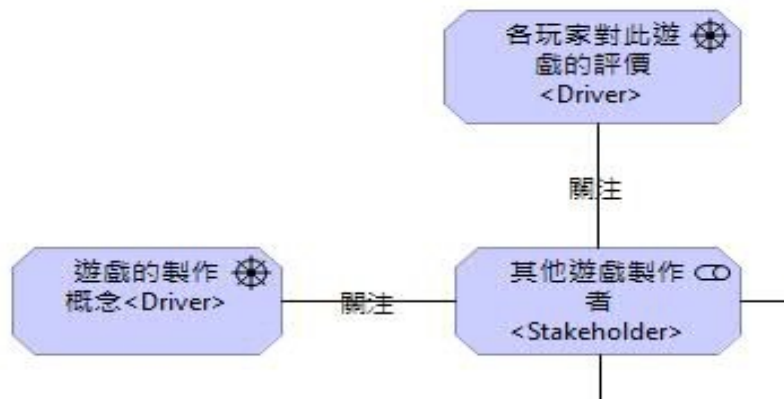 各玩家對此遊
戲的評價
<Driver>
關注
遊戲的製作
概念<Driver>
關注
其他遊戲製作
者
<Stakeholder>